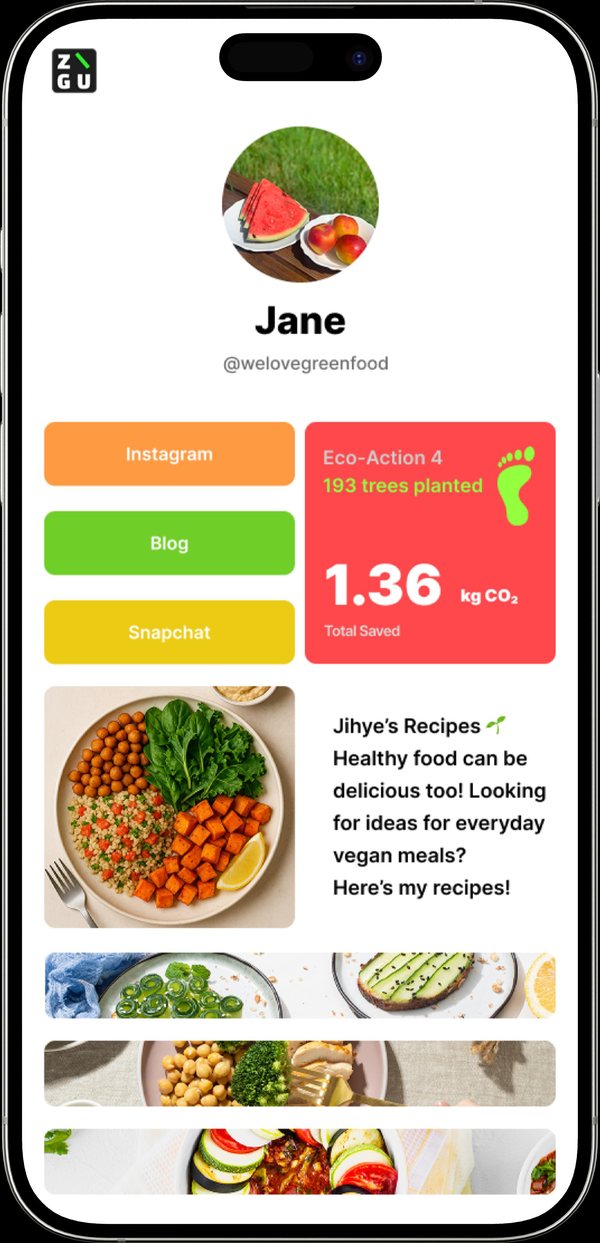 Z\
GU
Jane
@welovegreenfood
Instagram
Blog
Snapchat
Eco-Action 4
193 trees planted
1.36 kg CO₂
Total Saved
Jihye’s Recipes 🌱
Healthy food can be
delicious too! Looking
for ideas for everyday
vegan meals?
Here’s my recipes!